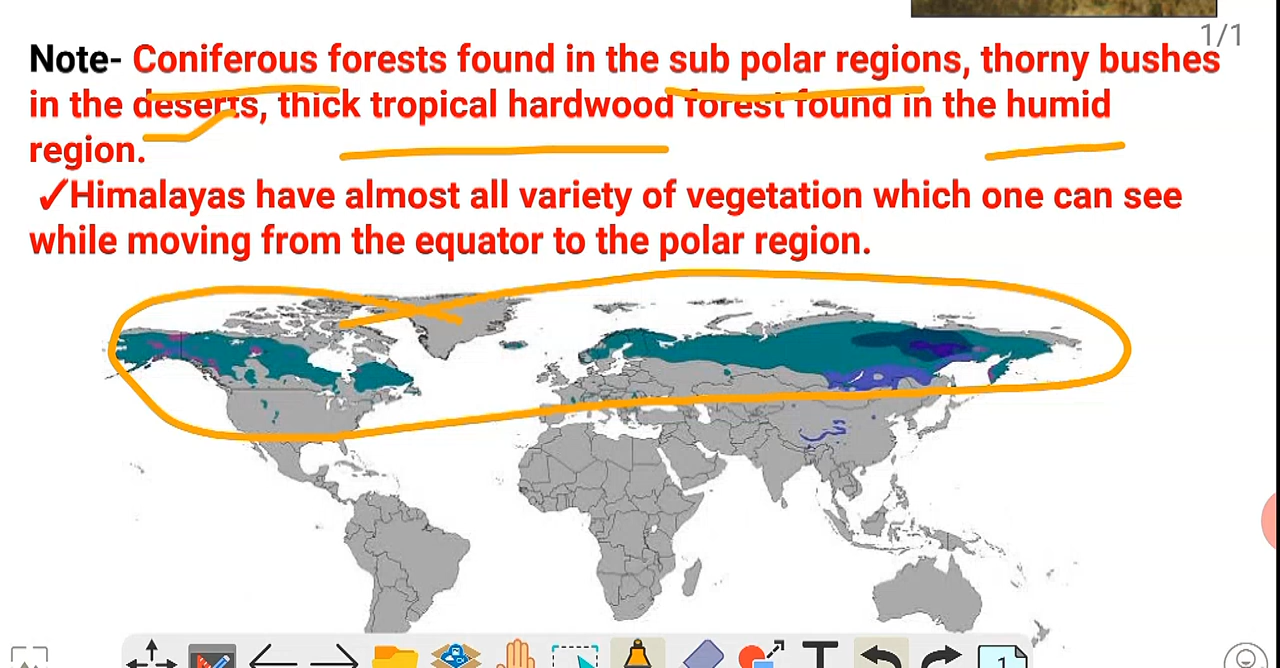 1/1
Note- Coniferous forests found in the sub polar regions, thorny bushes
in the deserts, thick tropical hardwood forest found in the humid
region.
✓Himalayas have almost all variety of vegetation which one can see
while moving from the equator to the polar region.
T
1